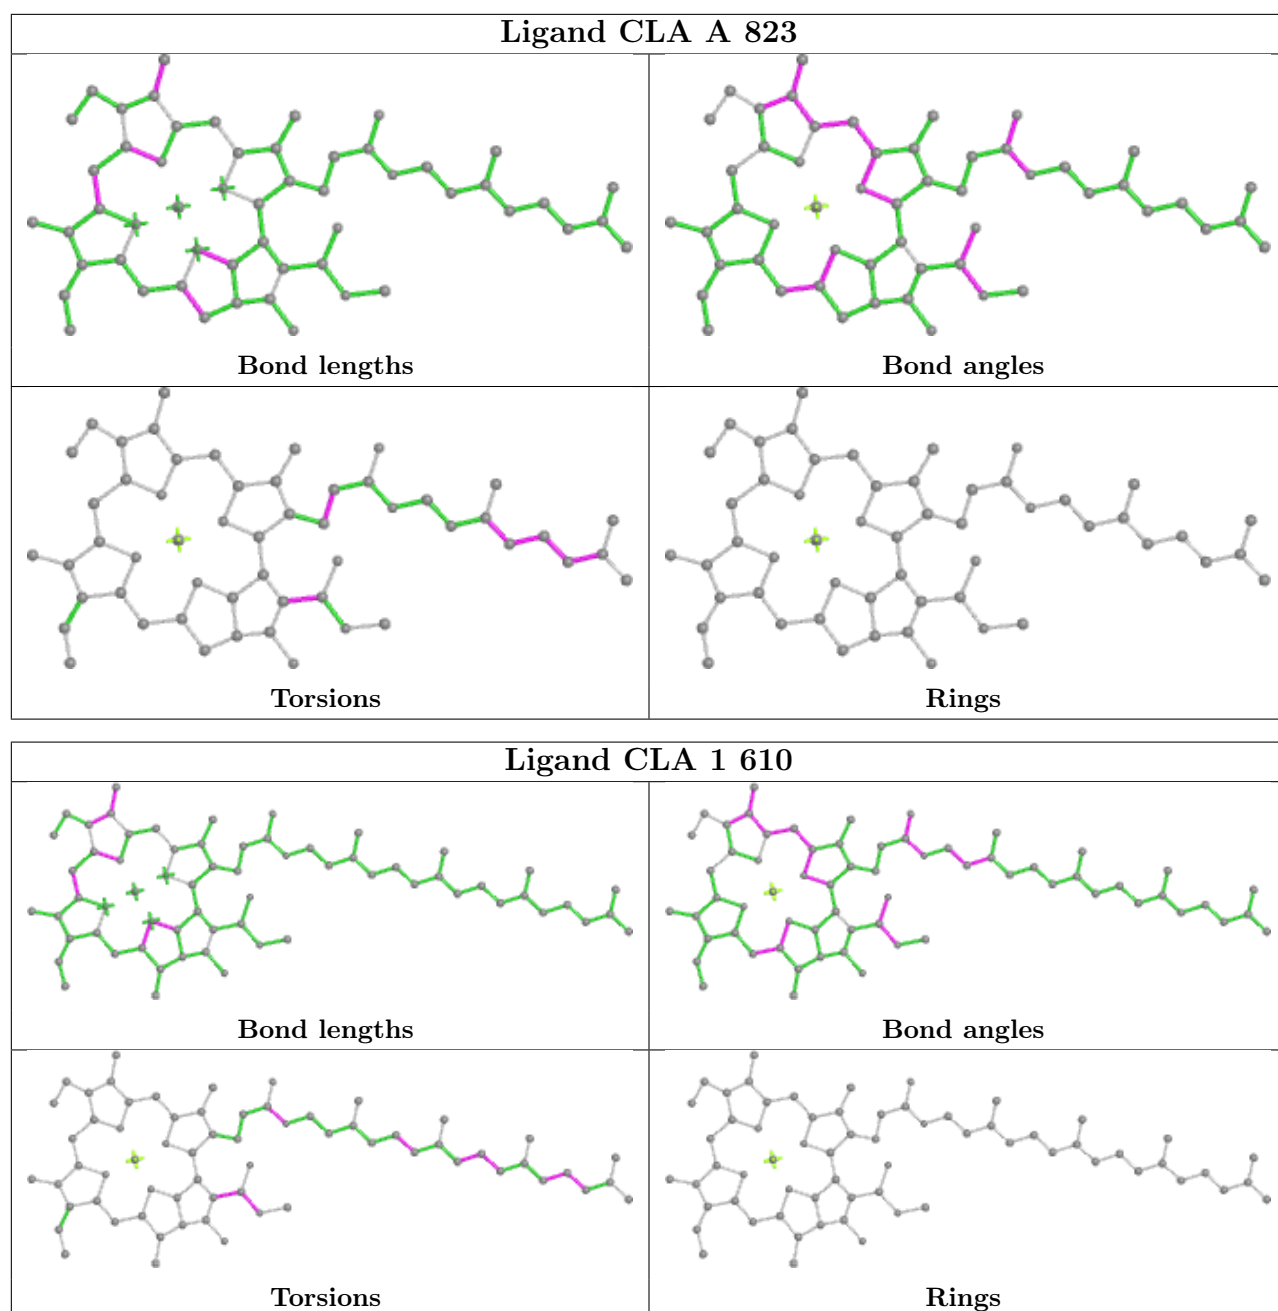 Ligand CLA A 823
Bond lengths
Bond angles
Torsions
Rings
Ligand CLA 1 610
Bond lengths
Bond angles
Torsions
Rings